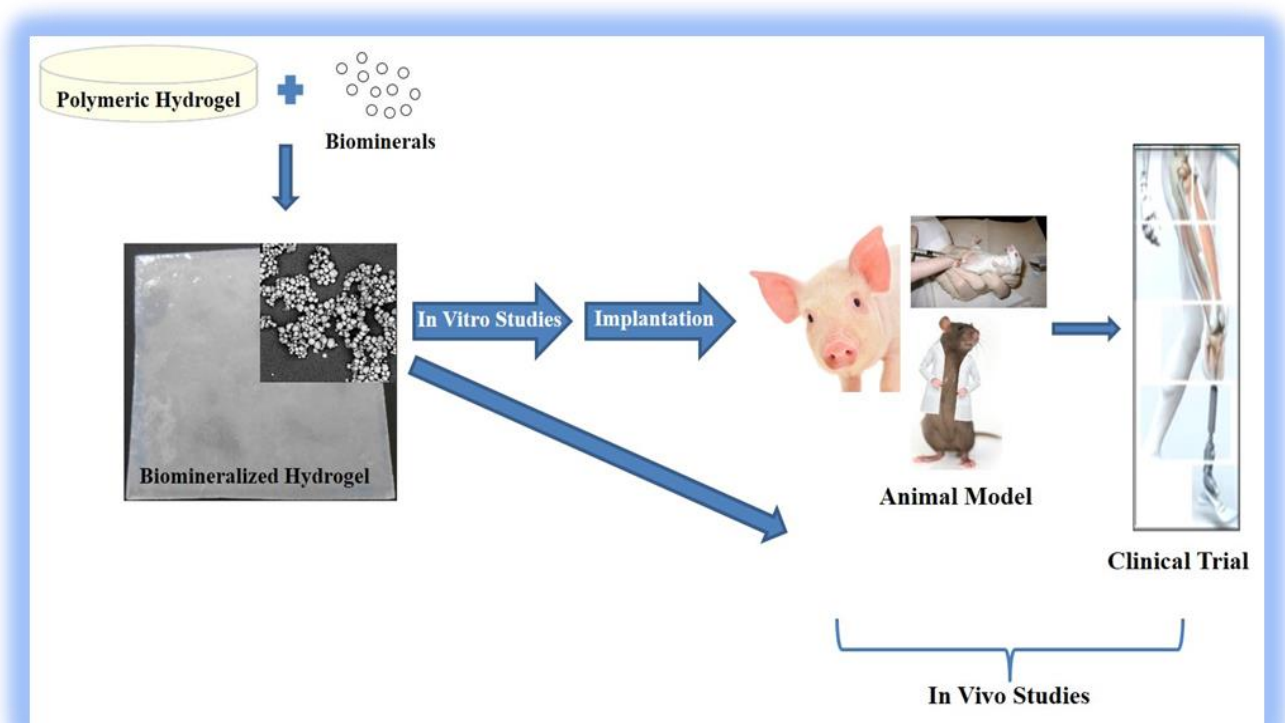 Polymeric Hydrogel
Biominerals
In Vitro Studies
Implantation
Biomineralized Hydrogel
Animal Model
Clinical Trial
In Vivo Studies